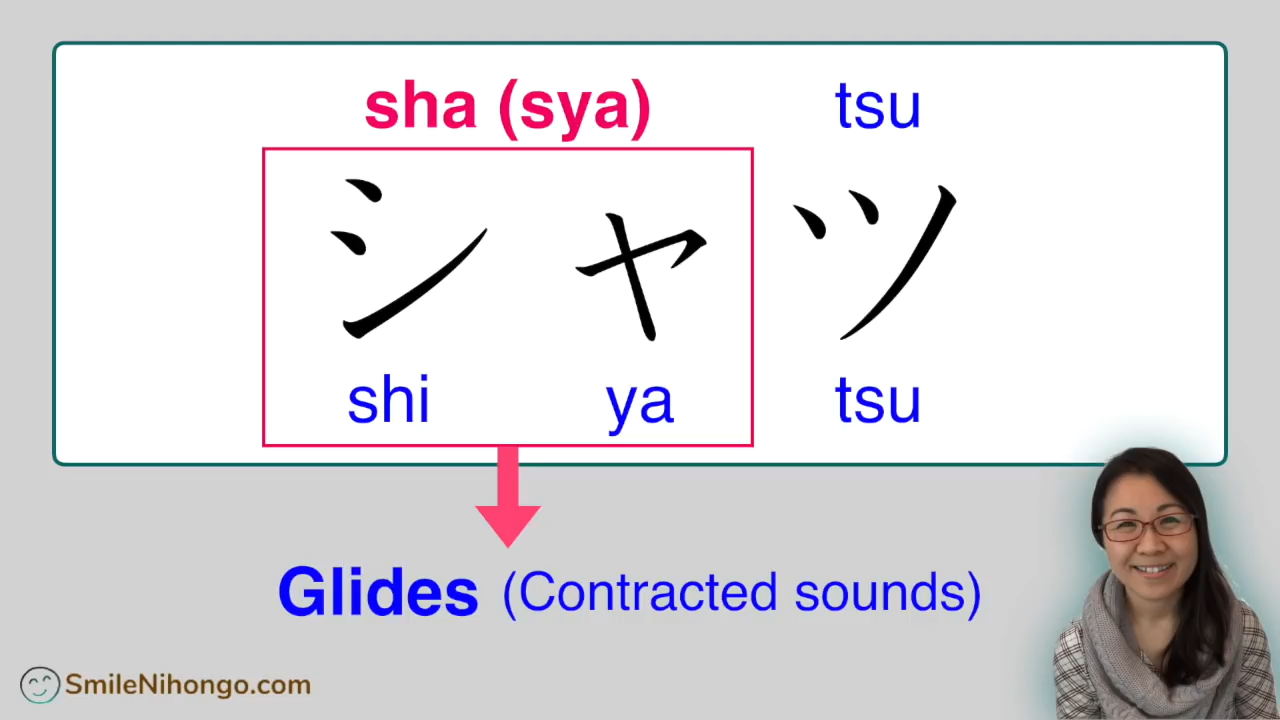 sha (sya) tsu
シャツ
shi ya tsu
Glides (Contracted sounds)
SmileNihongo.com